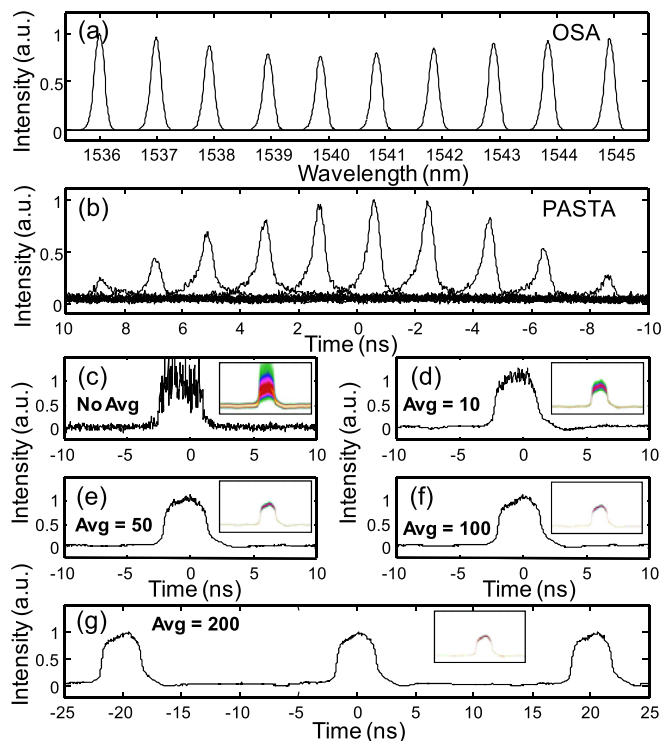 (a) OSA
Intensity (a.u.)
1
0.5
0
1536 1537 1538 1539 1540 1541 1542 1543 1544 1545
Wavelength (nm)
(b) PASTA
Intensity (a.u.)
1
0.5
0
10 8 6 4 2 0 -2 -4 -6 -8 -10
Time (ns)
(c)
No Avg
Intensity (a.u.)
1
0.5
0
-10 -5 0 5 10
(d)
Avg = 10
Intensity (a.u.)
1
0.5
0
-10 -5 0 5 10
(e)
Avg = 50
1
0.5
0
-10 -5 0 5 10
Time (ns)
(f)
Avg = 100
1
0.5
0
-10 -5 0 5 10
Time (ns)
(g) Avg = 200
Intensity (a.u.)
1
0.5
0
-25 -20 -15 -10 -5 0 5 10 15 20 25
Time (ns)